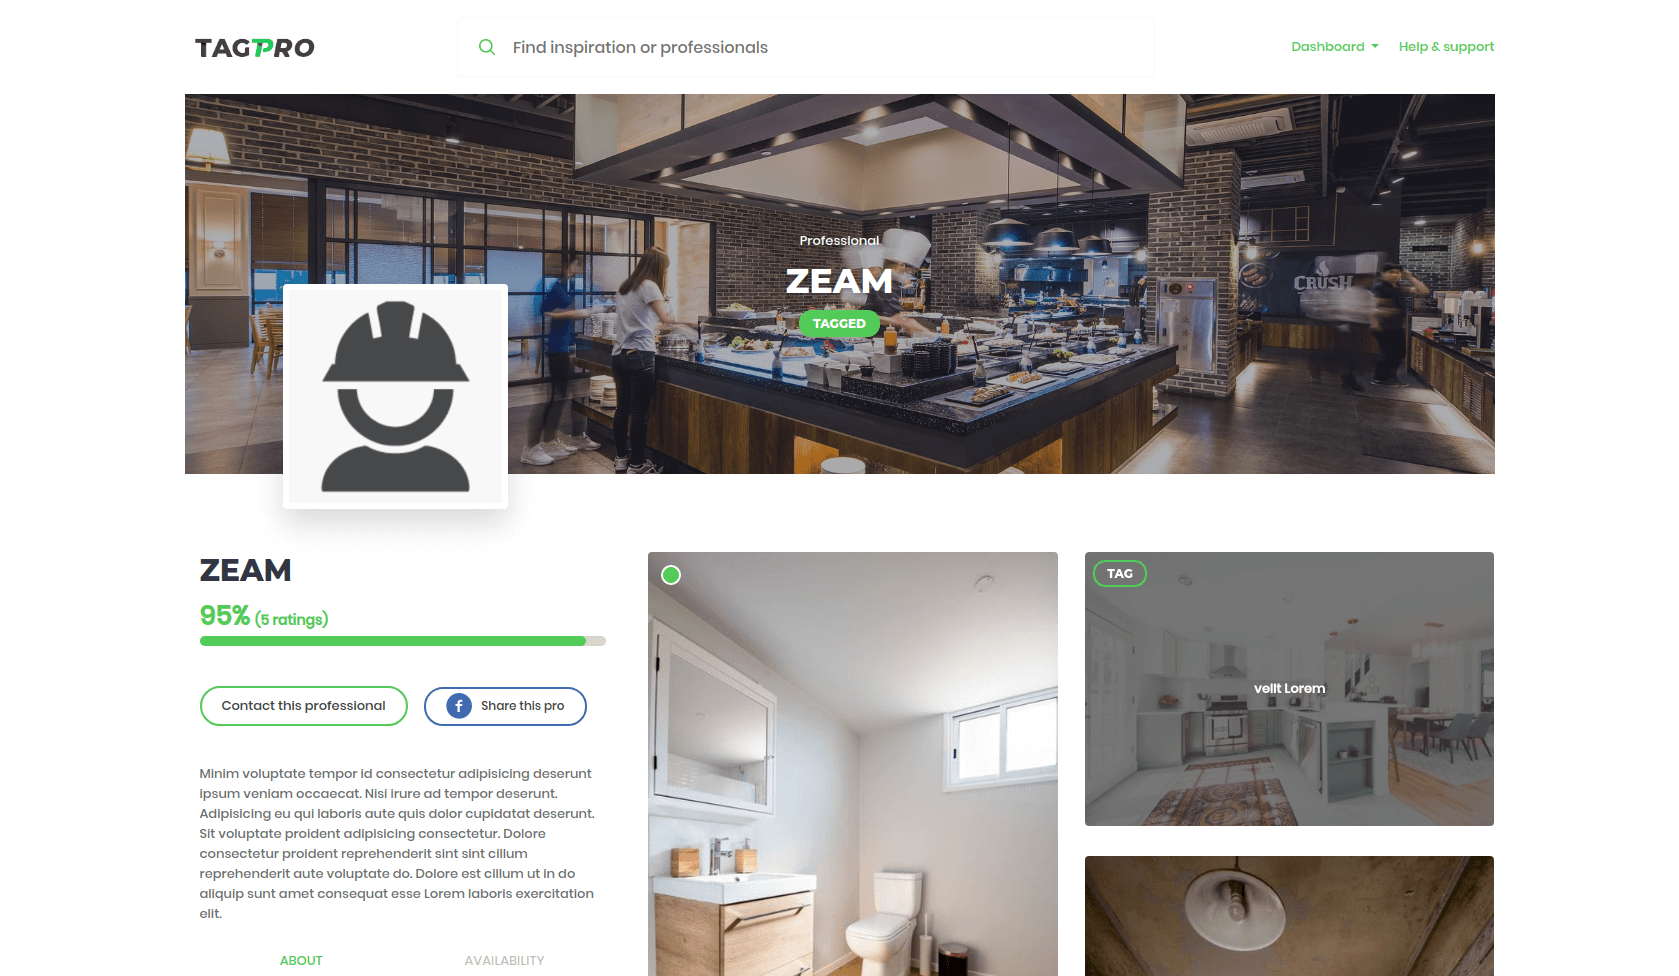 TAGPRO
Find inspiration or professionals
Dashboard
Help & support
Professional
ZEAM
TAGGED
CRUSH
ZEAM
95% (5 ratings)
Contact this professional
Share this pro
Minim voluptate tempor id consectetur adipisicing deserunt
ipsum veniam occaecat. Nisi irure ad tempor deserunt.
Adipisicing eu qui laboris aute quis dolor cupidatat deserunt.
Sit voluptate proident adipisicing consectetur. Dolore
consectetur proident reprehenderit sint sint cillum
reprehenderit aute voluptate do. Dolore est cillum ut in do
aliquip sunt amet consequat esse Lorem laboris exercitation
elit.
ABOUT
AVAILABILITY
TAG
velit Lorem